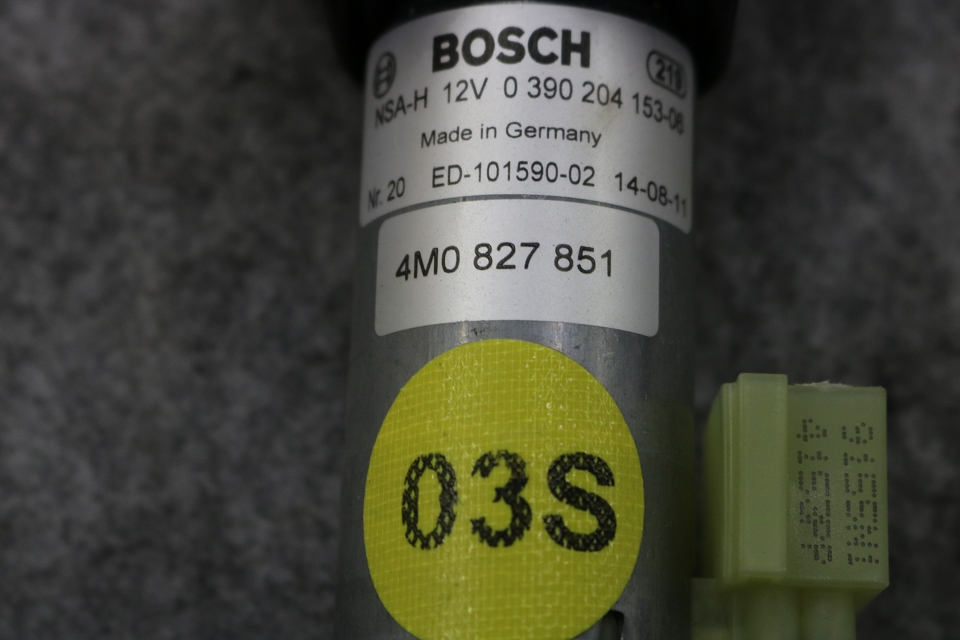 BOSCH
211
NSA-H 12V 0 390 204 153-06
Made in Germany
Nr. 20 ED-101590-02 14-08-11
4M0 827 851
03S